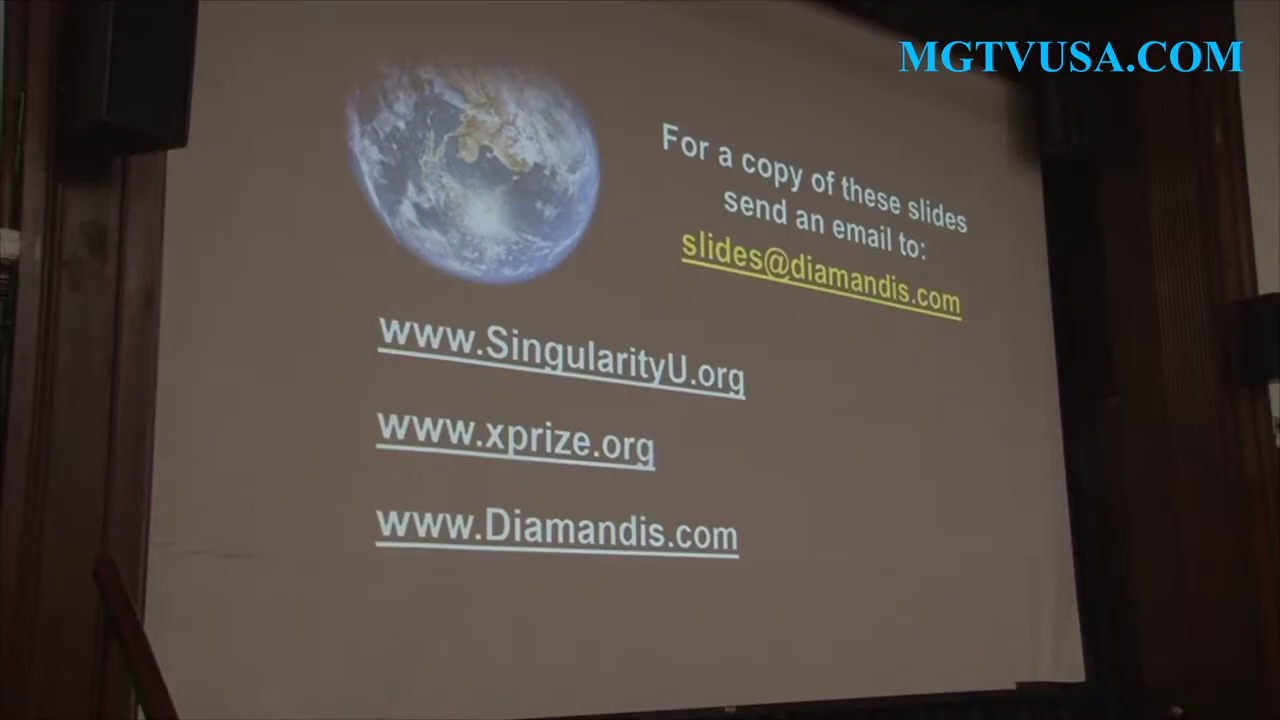 MGTVUSA.COM
For a copy of these slides
send an email to:
slides@diamandis.com
www.SingularityU.org
www.xprize.org
www.Diamandis.com